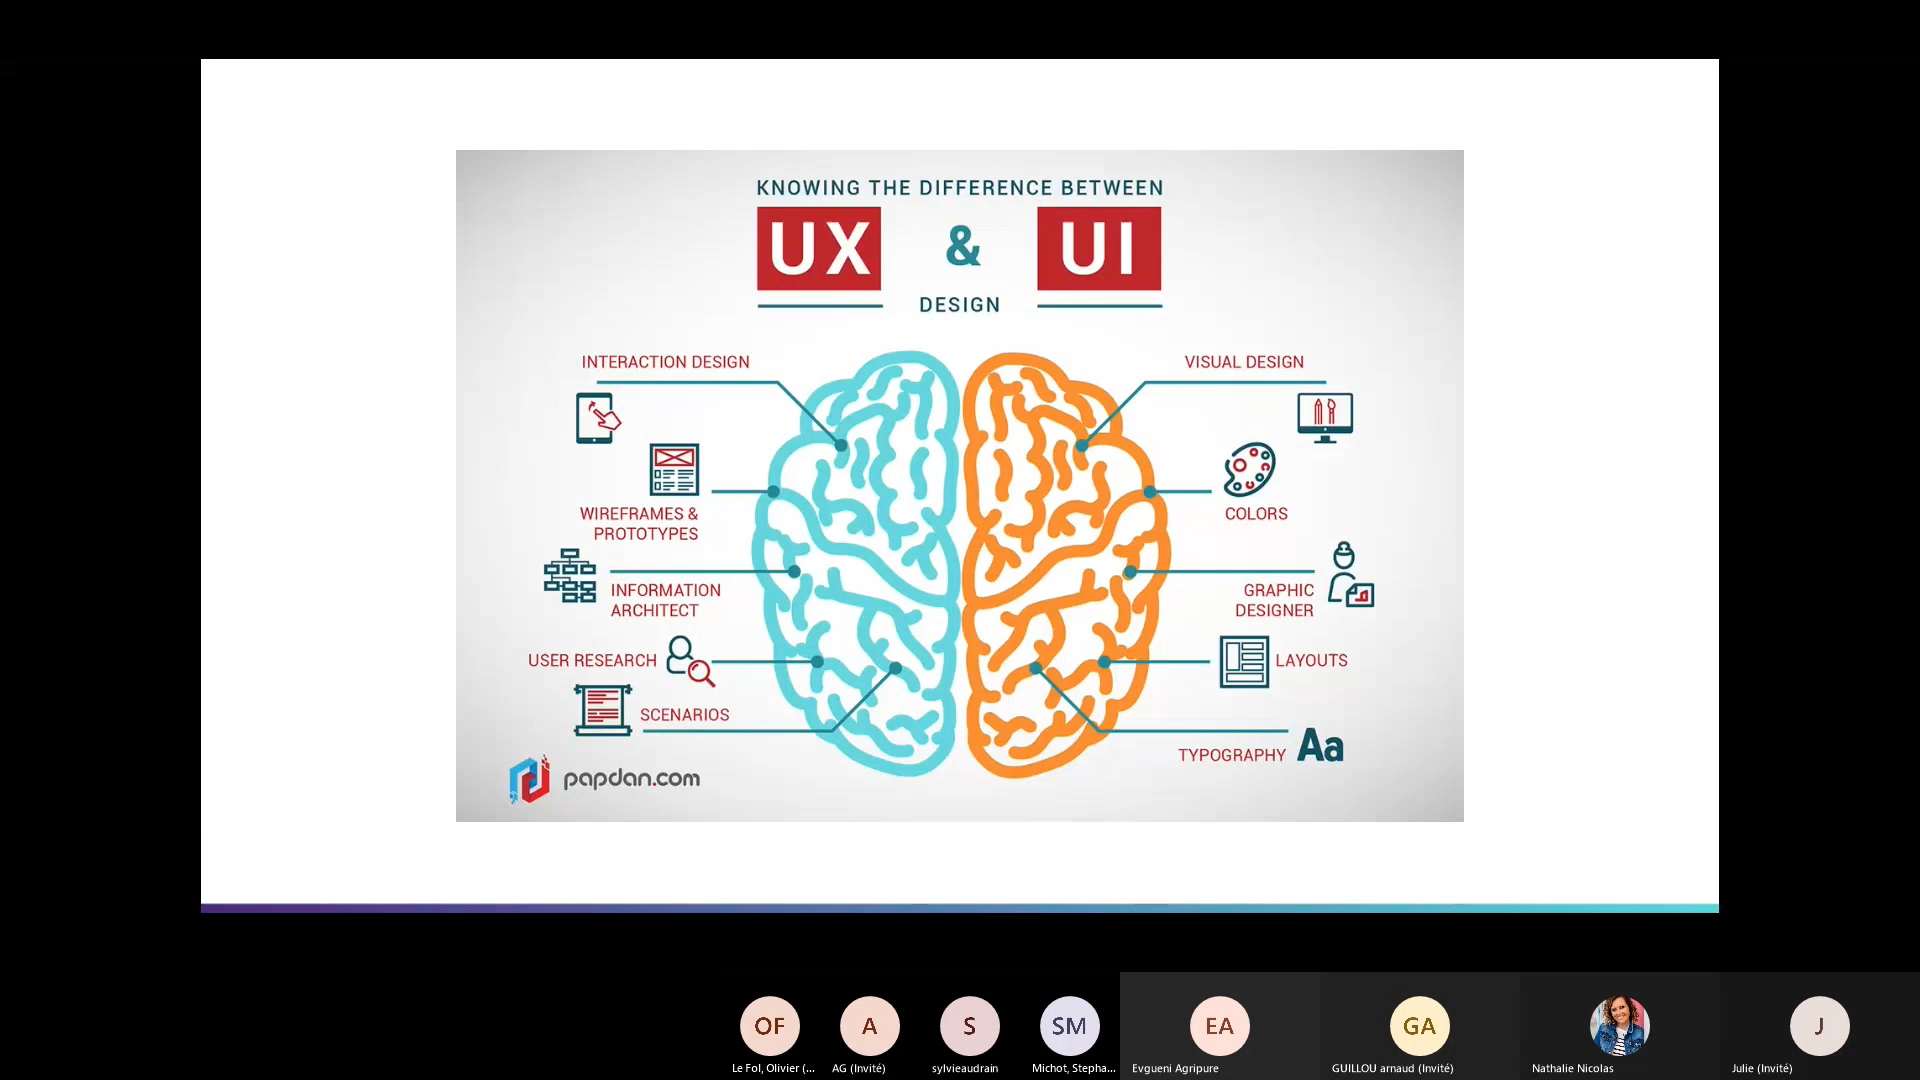 KNOWING THE DIFFERENCE BETWEEN
UX & UI
DESIGN
INTERACTION DESIGN
VISUAL DESIGN
WIREFRAMES &
PROTOTYPES
COLORS
INFORMATION
ARCHITECT
GRAPHIC
DESIGNER
USER RESEARCH
LAYOUTS
SCENARIOS
TYPOGRAPHY Aa
papdan.com
OF
A
S
SM
EA
GA
J
Le Fol, Olivier (...
AG (Invité)
sylvieaudrain
Michot, Stepha...
Evgueni Agripure
GUILLOU arnaud (Invité)
Nathalie Nicolas
Julie (Invité)